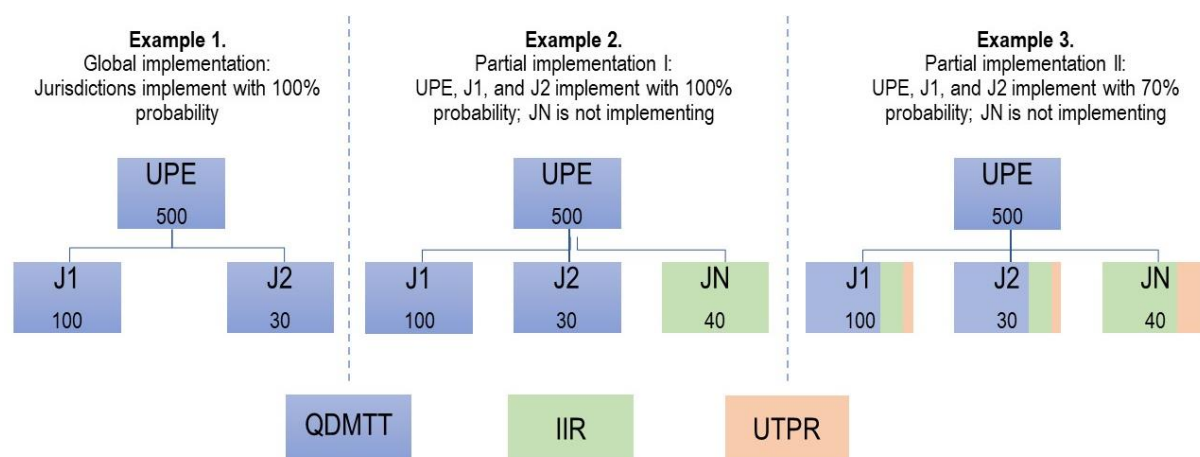 Example 1.
Global implementation:
Jurisdictions implement with 100%
probability
UPE
500
J1
100
J2
30
Example 2.
Partial implementation I:
UPE, J1, and J2 implement with 100%
probability; JN is not implementing
UPE
500
J1
100
J2
30
JN
40
Example 3.
Partial implementation II:
UPE, J1, and J2 implement with 70%
probability; JN is not implementing
UPE
500
J1
100
J2
30
JN
40
QDMTT
IIR
UTPR